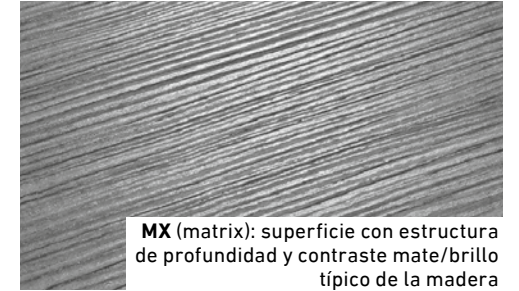 MX (matrix): superficie con estructura
de profundidad y contraste mate/brillo
típico de la madera